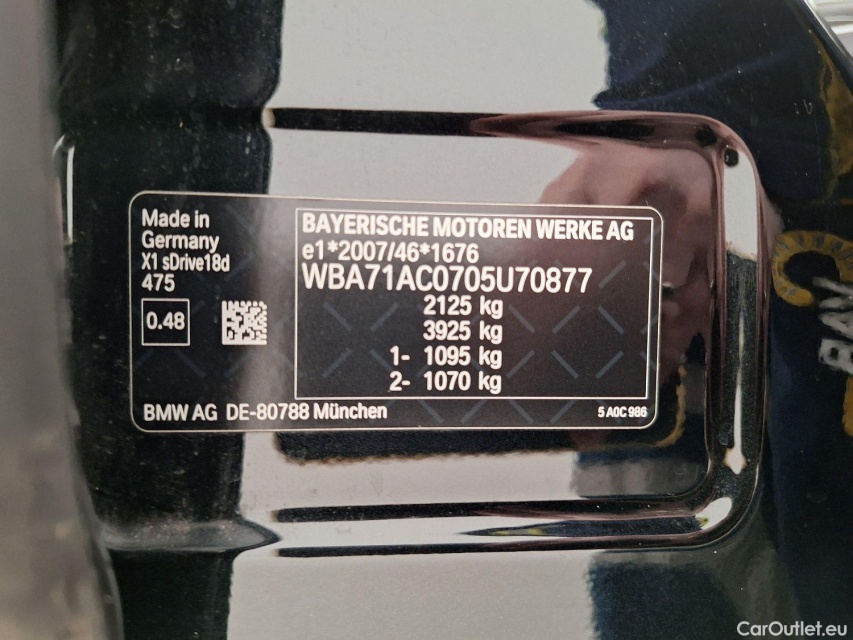 Made in
Germany
X1 sDrive18d
475
0.48
BAYERISCHE MOTOREN WERKE AG
e1*2007/46*1676
WBA71AC0705U70877
2125 kg
3925 kg
1- 1095 kg
2- 1070 kg
BMW AG DE-80788 München
5 A0C 986
CarOutlet.eu